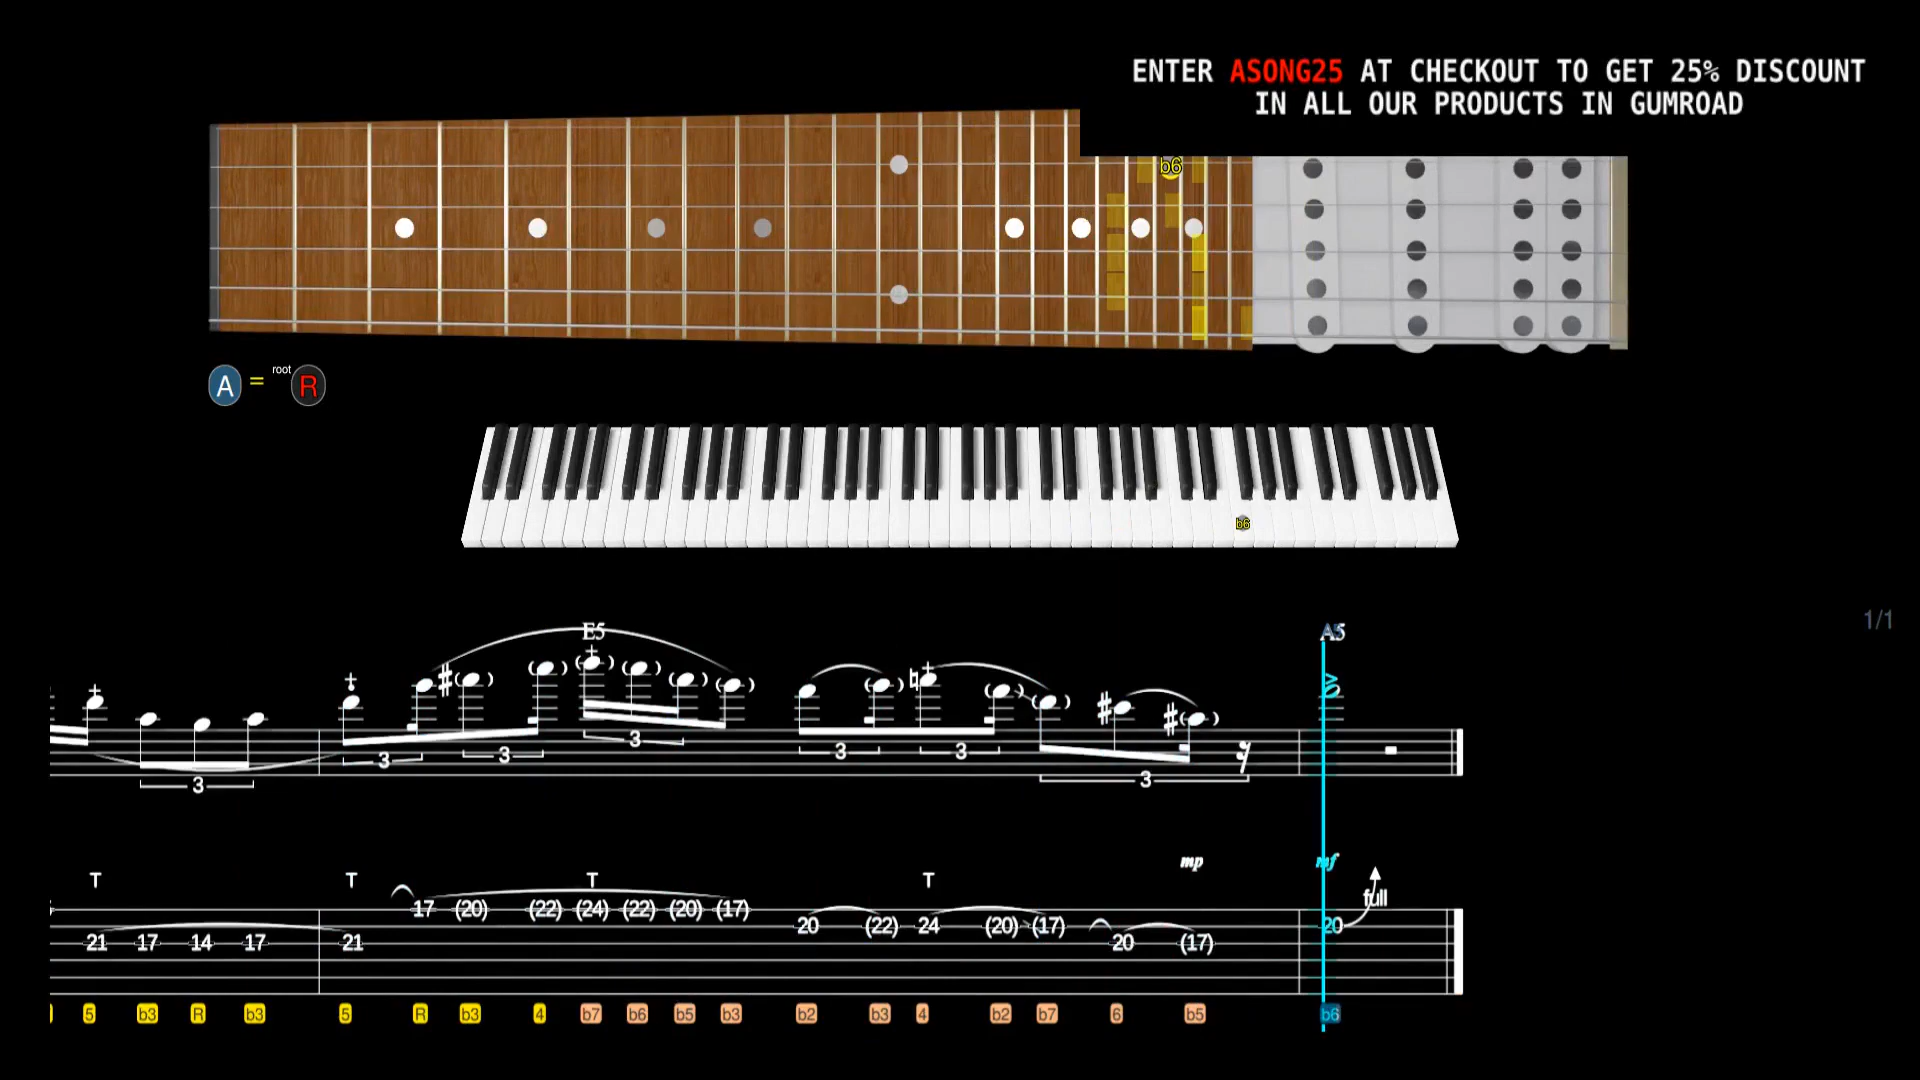 ENTER ASONG25 AT CHECKOUT TO GET 25% DISCOUNT
IN ALL OUR PRODUCTS IN GUMROAD
b6
A = root R
b6
1/1
E5 A5
3 3 3 3 3 3 3
mp mf
T T T T
full
17 (20) (22) (24) (22) (20) (17)
20 (22) 24 (20) (17) 20
21 17 14 17 21 20 (17)
5 b3 R b3 5 R b3 4 b7 b6 b5 b3 b2 b3 4 b2 b7 6 b5 b6